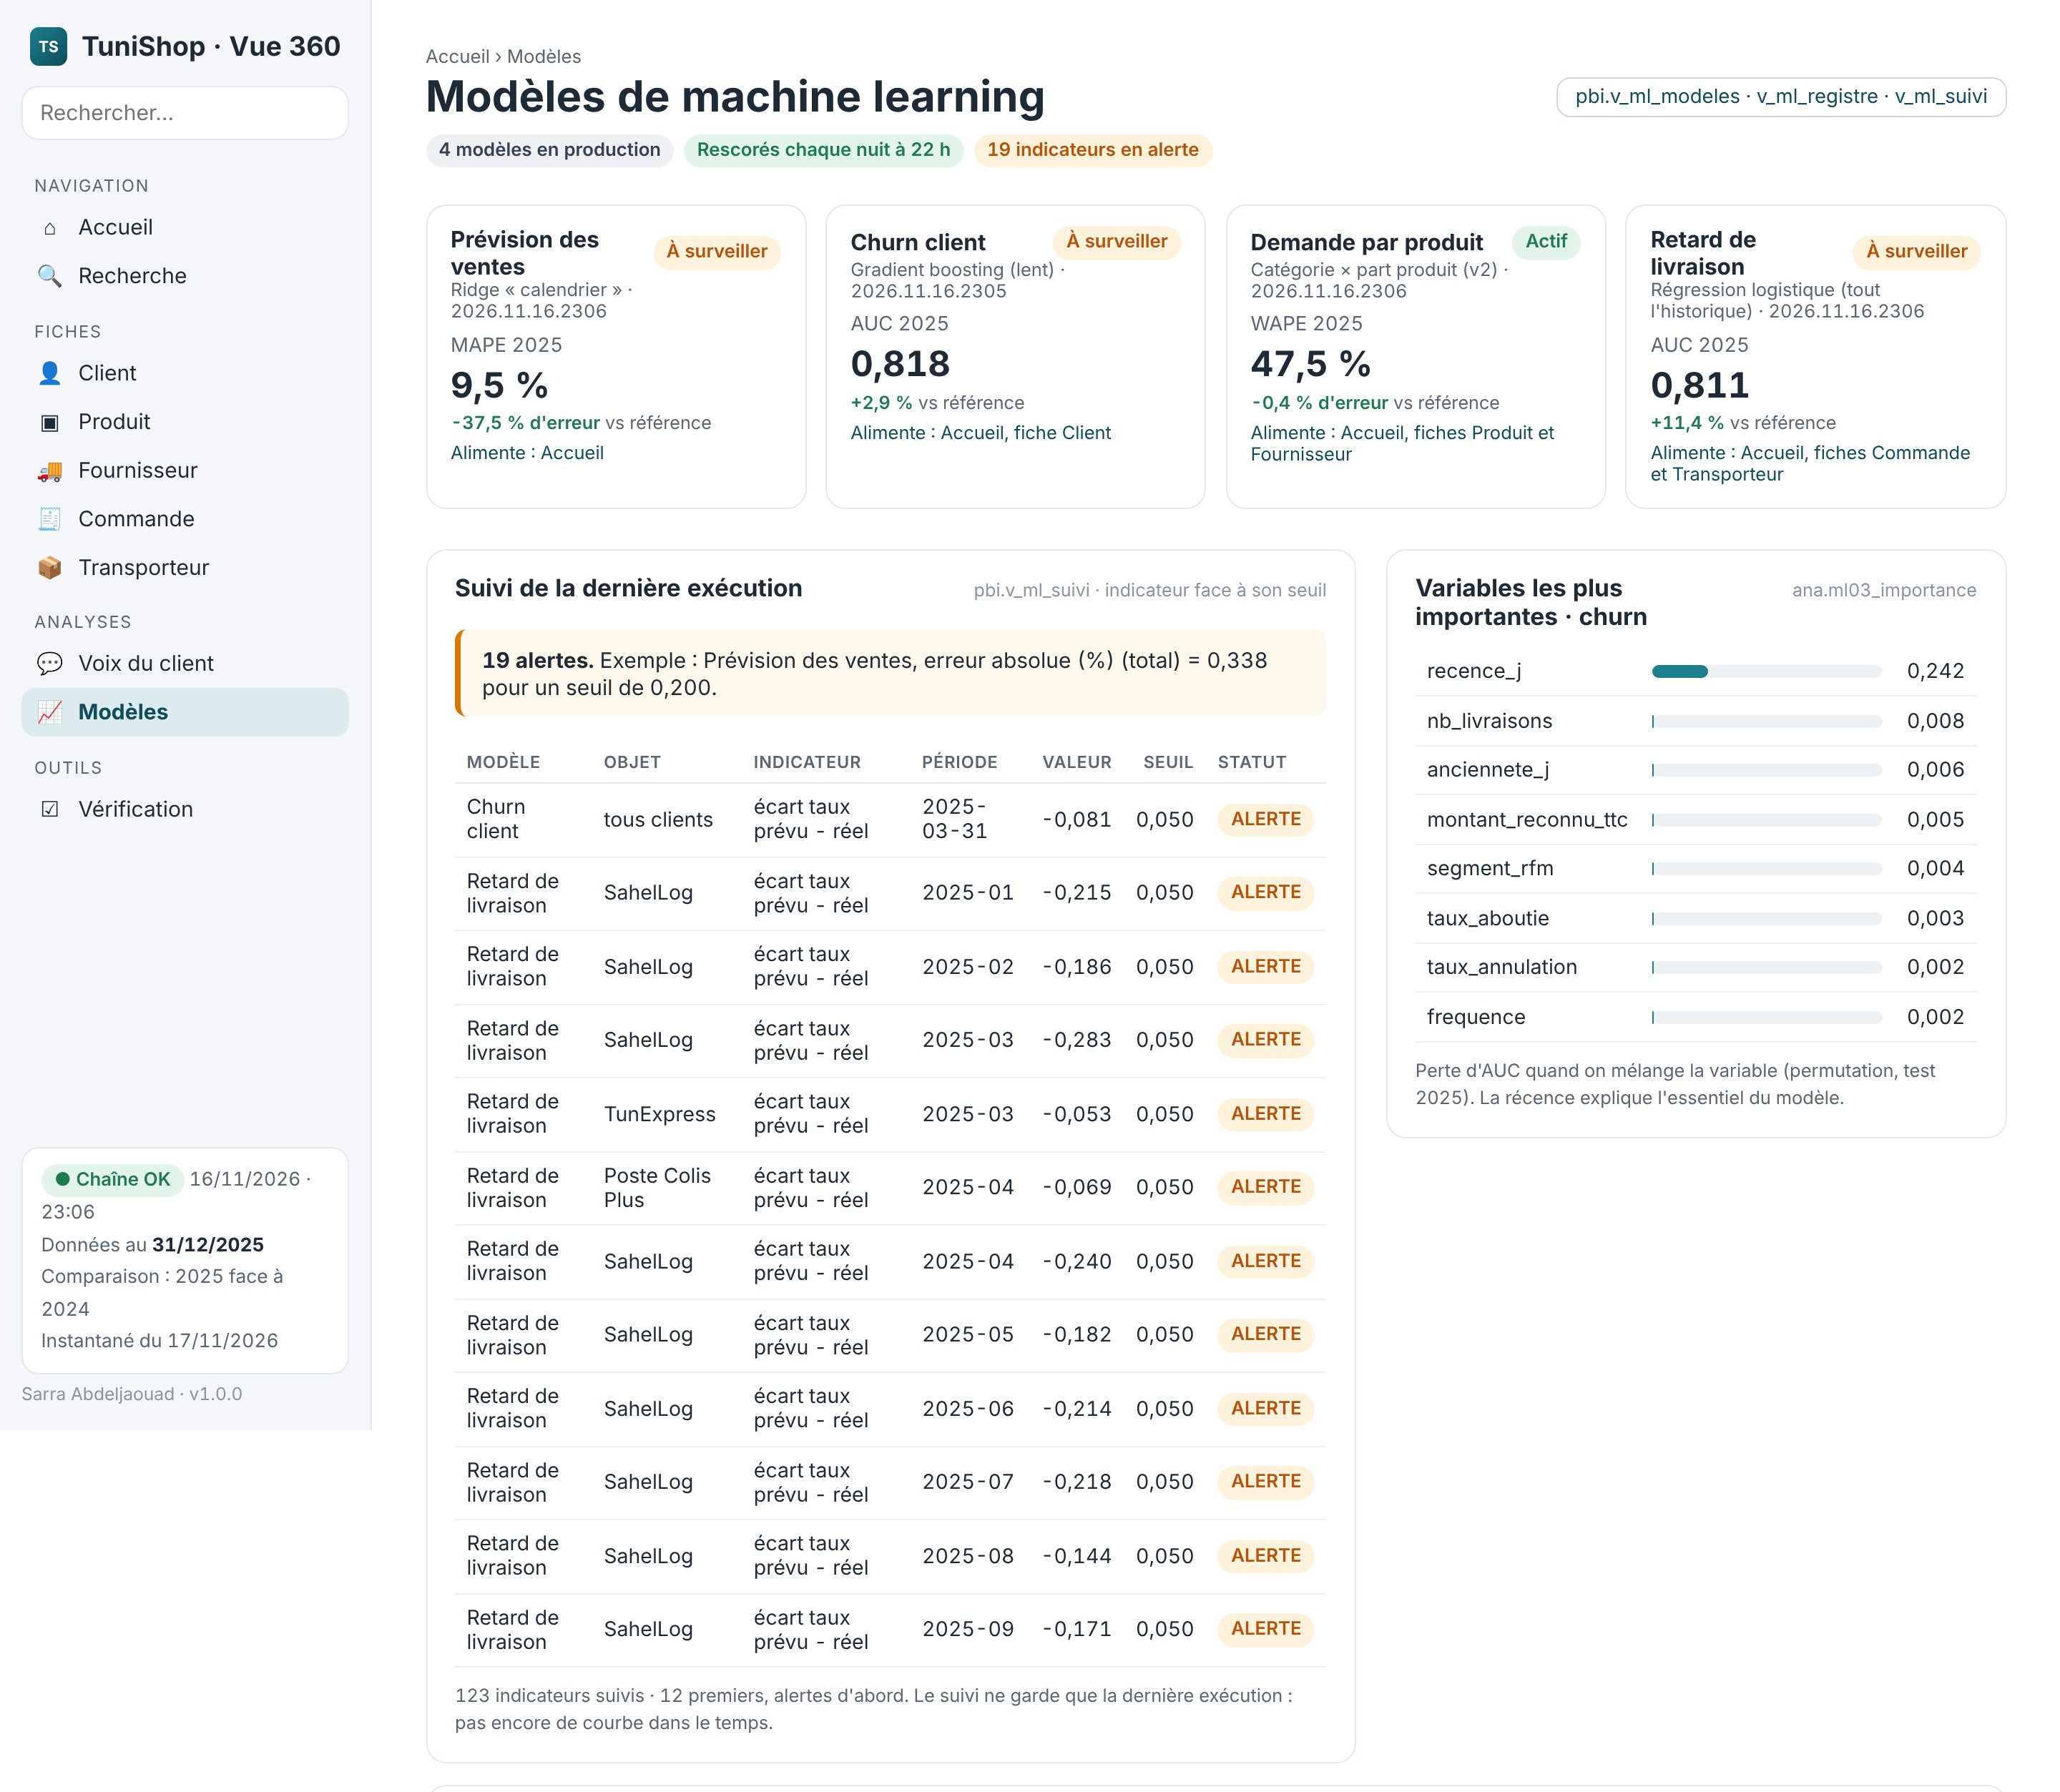 TS TuniShop · Vue 360
Rechercher...
NAVIGATION
Accueil
Recherche
FICHES
Client
Produit
Fournisseur
Commande
Transporteur
ANALYSES
Voix du client
Modèles
OUTILS
Vérification
Chaîne OK 16/11/2026 ·
23:06
Données au 31/12/2025
Comparaison : 2025 face à
2024
Instantané du 17/11/2026
Sarra Abdeljaouad · v1.0.0
Accueil › Modèles
Modèles de machine learning
pbi.v_ml_modeles · v_ml_registre · v_ml_suivi
4 modèles en production Rescorés chaque nuit à 22 h 19 indicateurs en alerte
Prévision des
ventes
À surveiller
Ridge « calendrier » ·
2026.11.16.2306
MAPE 2025
9,5 %
-37,5 % d'erreur vs référence
Alimente : Accueil
Churn client
À surveiller
Gradient boosting (lent) ·
2026.11.16.2305
AUC 2025
0,818
+2,9 % vs référence
Alimente : Accueil, fiche Client
Demande par produit
Actif
Catégorie × part produit (v2) ·
2026.11.16.2306
WAPE 2025
47,5 %
-0,4 % d'erreur vs référence
Alimente : Accueil, fiches Produit et
Fournisseur
Retard de
livraison
À surveiller
Régression logistique (tout
l'historique) · 2026.11.16.2306
AUC 2025
0,811
+11,4 % vs référence
Alimente : Accueil, fiches Commande
et Transporteur
Suivi de la dernière exécution
pbi.v_ml_suivi · indicateur face à son seuil
19 alertes. Exemple : Prévision des ventes, erreur absolue (%) (total) = 0,338
pour un seuil de 0,200.
MODÈLE OBJET INDICATEUR PÉRIODE VALEUR SEUIL STATUT
Churn client tous clients écart taux prévu - réel 2025-03-31 -0,081 0,050 ALERTE
Retard de livraison SahelLog écart taux prévu - réel 2025-01 -0,215 0,050 ALERTE
Retard de livraison SahelLog écart taux prévu - réel 2025-02 -0,186 0,050 ALERTE
Retard de livraison SahelLog écart taux prévu - réel 2025-03 -0,283 0,050 ALERTE
Retard de livraison TunExpress écart taux prévu - réel 2025-03 -0,053 0,050 ALERTE
Retard de livraison Poste Colis Plus écart taux prévu - réel 2025-04 -0,069 0,050 ALERTE
Retard de livraison SahelLog écart taux prévu - réel 2025-04 -0,240 0,050 ALERTE
Retard de livraison SahelLog écart taux prévu - réel 2025-05 -0,182 0,050 ALERTE
Retard de livraison SahelLog écart taux prévu - réel 2025-06 -0,214 0,050 ALERTE
Retard de livraison SahelLog écart taux prévu - réel 2025-07 -0,218 0,050 ALERTE
Retard de livraison SahelLog écart taux prévu - réel 2025-08 -0,144 0,050 ALERTE
Retard de livraison SahelLog écart taux prévu - réel 2025-09 -0,171 0,050 ALERTE
123 indicateurs suivis · 12 premiers, alertes d'abord. Le suivi ne garde que la dernière exécution :
pas encore de courbe dans le temps.
Variables les plus
importantes · churn
ana.ml03_importance
recence_j 0,242
nb_livraisons 0,008
anciennete_j 0,006
montant_reconnu_ttc 0,005
segment_rfm 0,004
taux_aboutie 0,003
taux_annulation 0,002
frequence 0,002
Perte d'AUC quand on mélange la variable (permutation, test
2025). La récence explique l'essentiel du modèle.